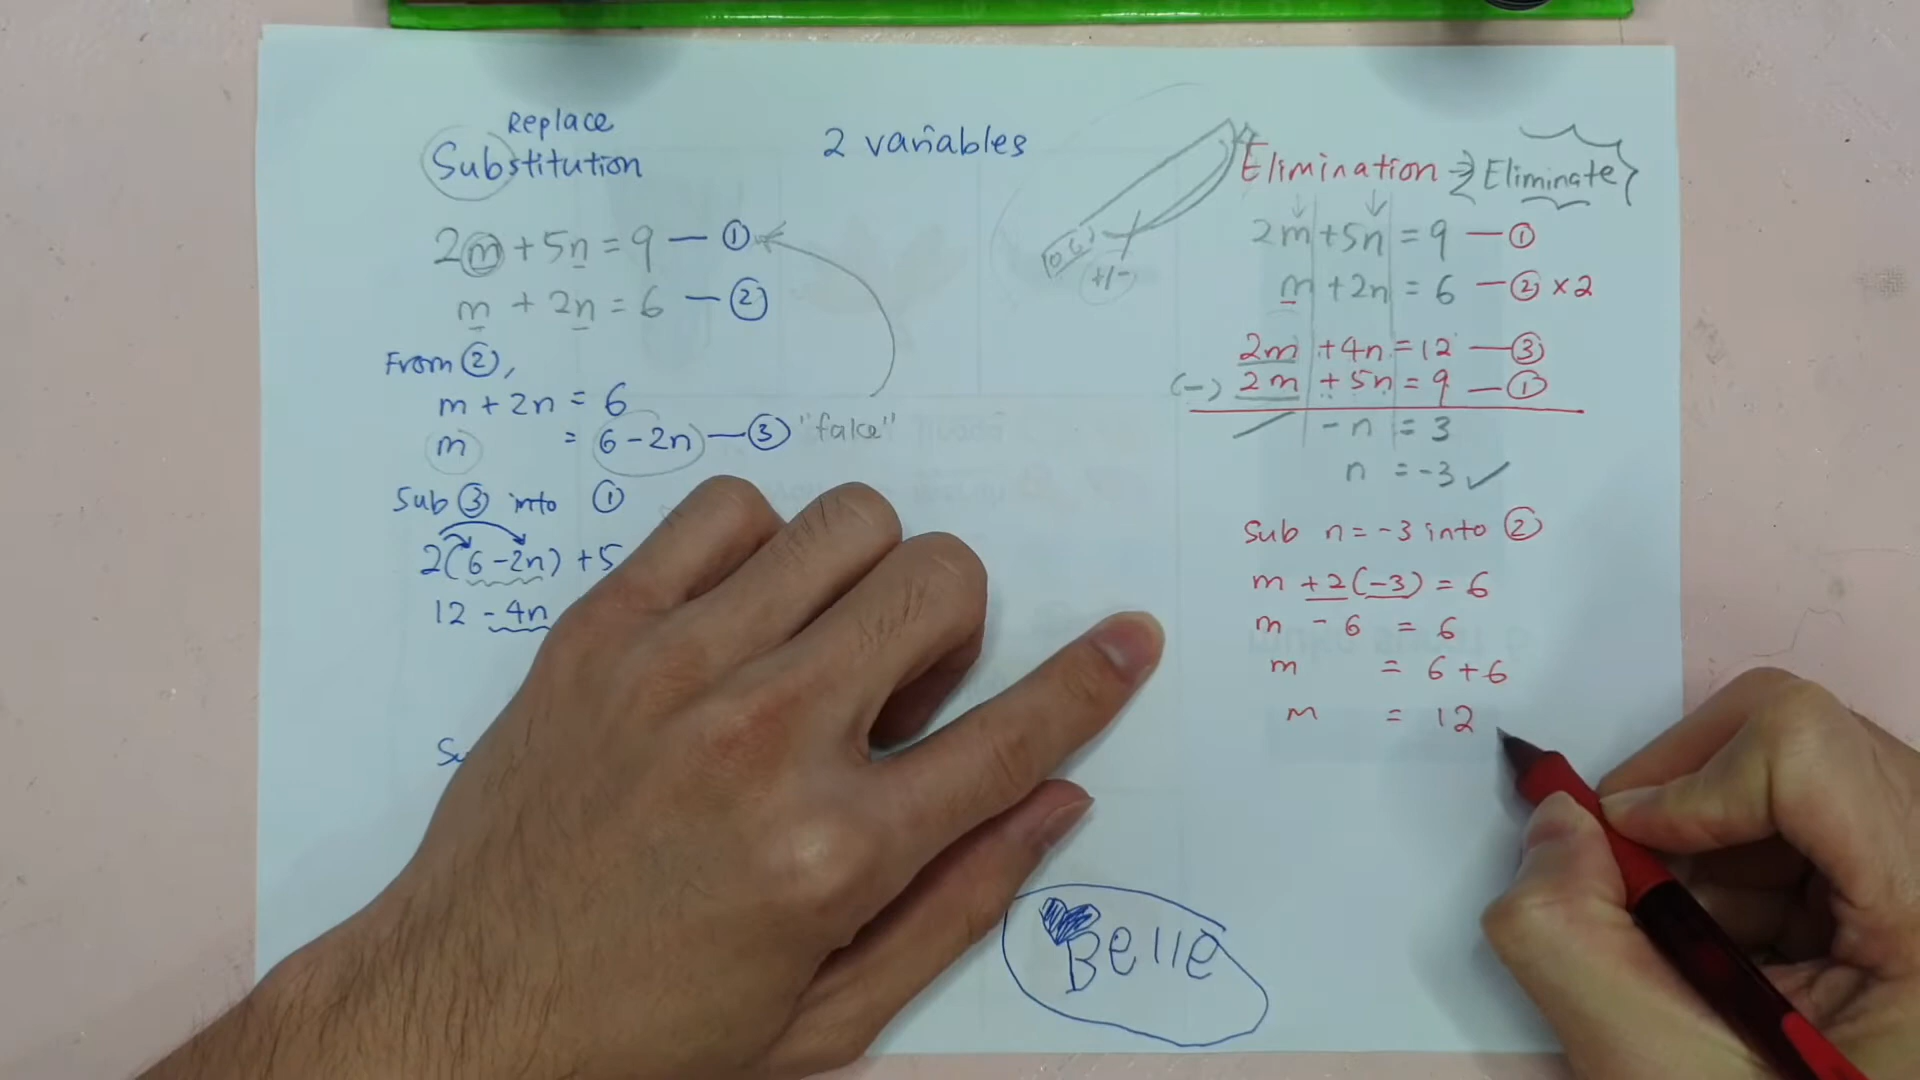 Replace
Substitution
2m + 5n = 9 — ①
m + 2n = 6 — ②
From ②,
m + 2n = 6
m = 6 - 2n — ③ "fake"
Sub ③ into ①
2(6 - 2n) + 5
12 - 4n
2 variables
+/-
Elimination → Eliminate
2m + 5n = 9 — ①
m + 2n = 6 — ② × 2
2m + 4n = 12 — ③
(-) 2m + 5n = 9 — ①
- n = 3
n = -3 ✓
Sub n = -3 into ②
m + 2(-3) = 6
m - 6 = 6
m = 6 + 6
m = 12
Belle